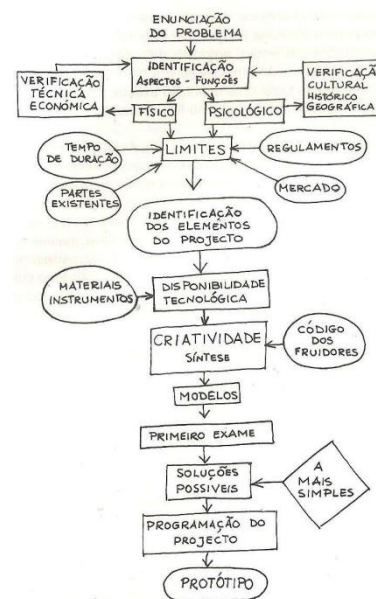 ENUNCIAÇÃO
DO PROBLEMA
IDENTIFICAÇÃO
ASPECTOS - FUNÇÕES
VERIFICAÇÃO
TÉCNICA
ECONÓMICA
VERIFICAÇÃO
CULTURAL
HISTÓRICO
GEOGRÁFICA
FÍSICO
PSICOLÓGICO
TEMPO
DE DURAÇÃO
LIMITES
REGULAMENTOS
PARTES
EXISTENTES
MERCADO
IDENTIFICAÇÃO
DOS ELEMENTOS
DO PROJECTO
MATERIAIS
INSTRUMENTOS
DISPONIBILIDADE
TECNOLÓGICA
CRIATIVIDADE
SÍNTESE
CÓDIGO
DOS
FRUIDORES
MODELOS
PRIMEIRO EXAME
SOLUÇÕES
POSSIVEIS
A
MAIS
SIMPLES
PROGRAMAÇÃO DO
PROJECTO
PROTÓTIPO